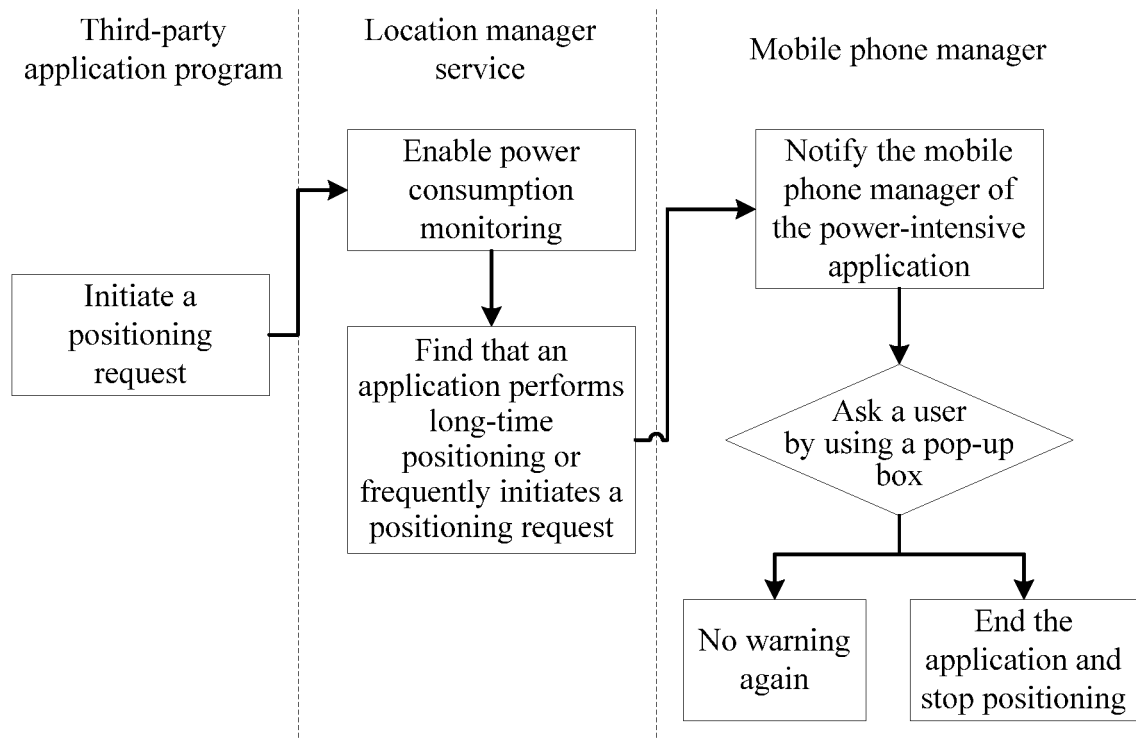 Third-party
application program
Location manager
service
Mobile phone manager
Initiate a
positioning
request
Enable power
consumption
monitoring
Find that an
application performs
long-time
positioning or
frequently initiates a
positioning request
Notify the mobile
phone manager of
the power-intensive
application
Ask a user
by using a pop-up
box
No warning
again
End the
application and
stop positioning